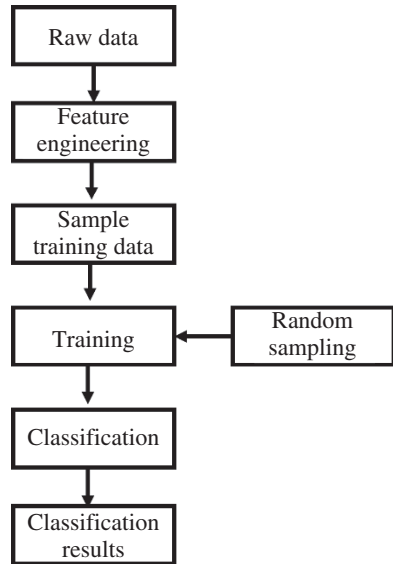 Raw data
Feature
engineering
Sample
training data
Training
Random
sampling
Classification
Classification
results